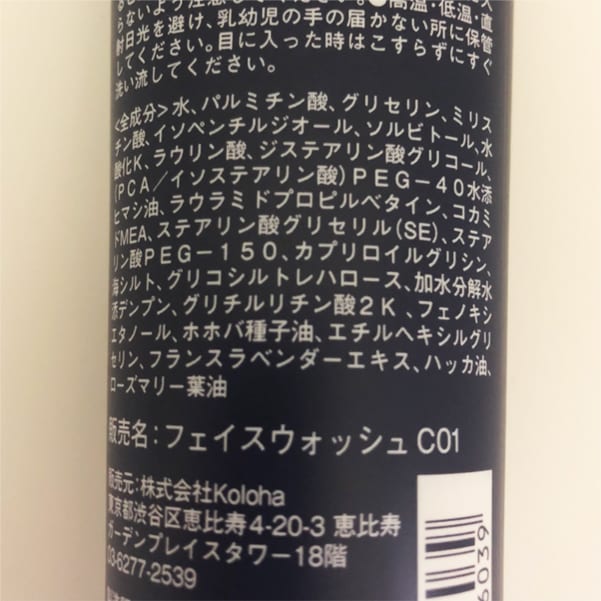 らないよう注意してください。●高温・低温・直
射日光を避け、乳幼児の手の届かない所に保管
してください。目に入った時はこすらずにすぐ
洗い流してください。
<全成分>水、パルミチン酸、グリセリン、ミリス
チン酸、イソペンチルジオール、ソルビトール、水
酸化K、ラウリン酸、ジステアリン酸グリコール、
(PCA/イソステアリン酸)PEG-40水添
ヒマシ油、ラウラミドプロピルベタイン、コカミ
ドMEA、ステアリン酸グリセリル(SE)、ステア
リン酸PEG-150、カプリロイルグリシン、
海シルト、グリコシルトレハロース、加水分解水
添デンプン、グリチルリチン酸2K、フェノキシ
エタノール、ホホバ種子油、エチルヘキシルグリ
セリン、フランスラベンダーエキス、ハッカ油、
ローズマリー葉油
販売名:フェイスウォッシュ C01
販売元:株式会社Koloha
東京都渋谷区恵比寿4-20-3 恵比寿
ガーデンプレイスタワー18階
03-6277-2539
6039